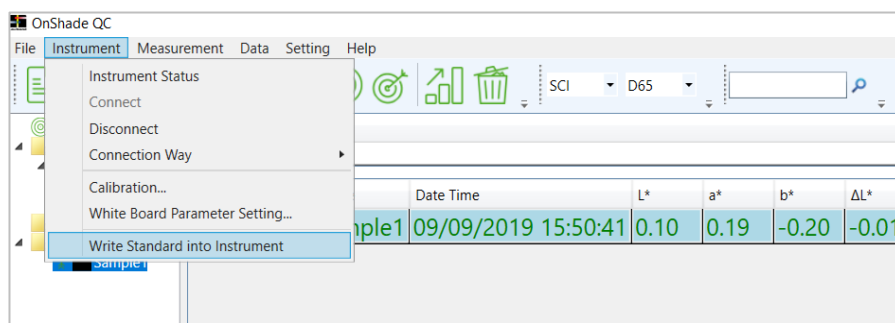 OnShade QC
File Instrument Measurement Data Setting Help
Instrument Status
SCI D65
Connect
Disconnect
Connection Way
Calibration...
Date Time L* a* b* ΔL*
White Board Parameter Setting...
09/09/2019 15:50:41 0.10 0.19 -0.20 -0.01
Write Standard into Instrument
Sample1